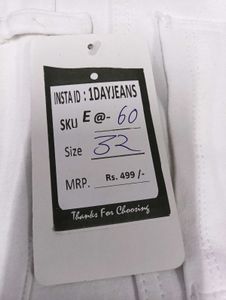 INSTA ID : 1DAYJEANS
SKU E @- 60
Size 32
MRP. Rs. 499 /-
Thanks For Choosing